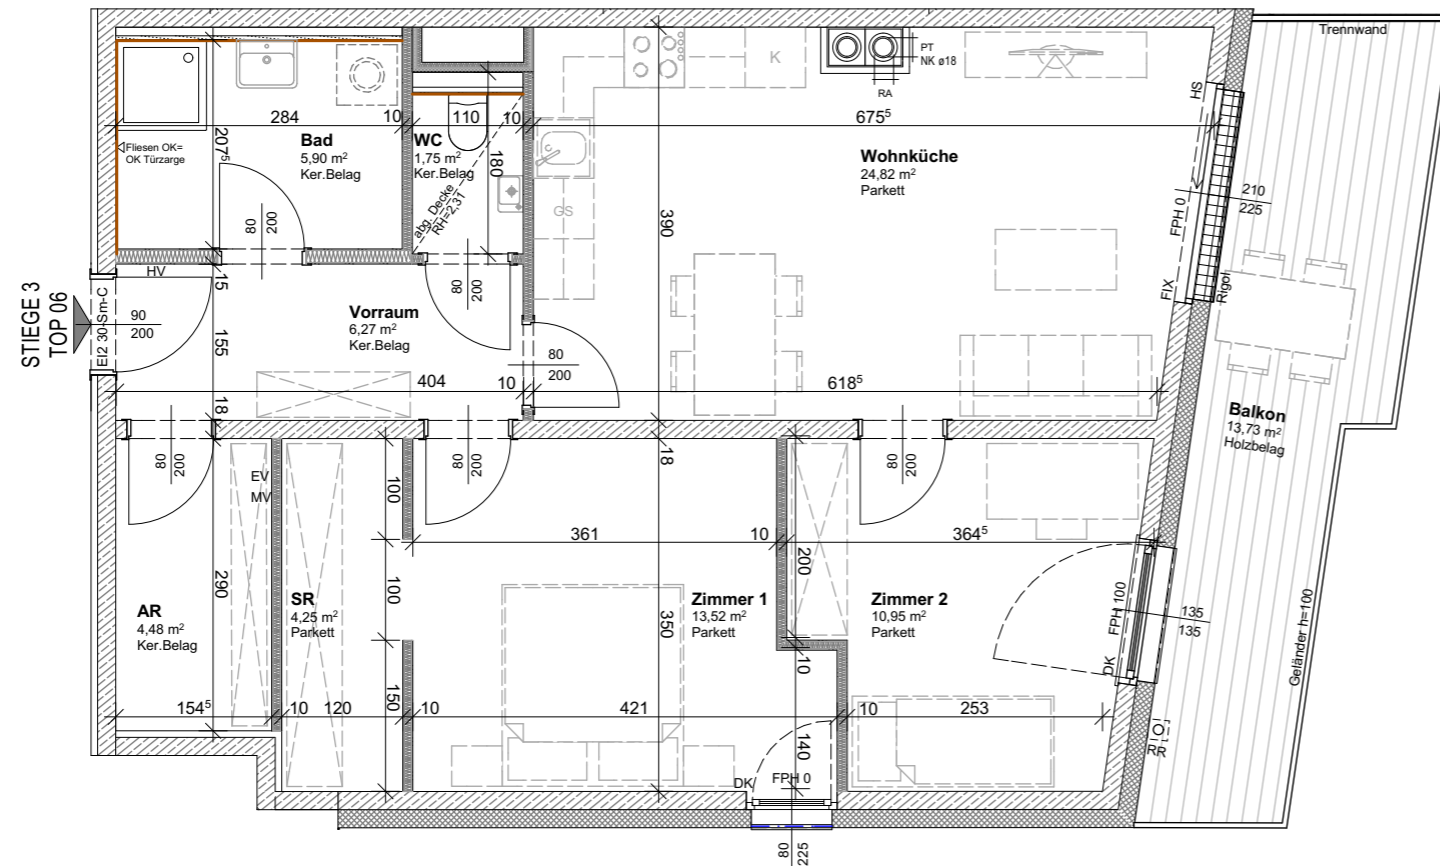 Trennwand
PT
NK ø18
RA
K
HS
284
10
110
10
675⁵
Bad
5,90 m²
Ker.Belag
WC
1,75 m²
Ker.Belag
Wohnküche
24,82 m²
Parkett
Fliesen OK=
OK Türzarge
207⁵
180
abg. Decke
RH=2,31
GS
390
210
225
FPH 0
FIX
Rigol
80
200
80
200
HV
15
STIEGE 3
TOP 06
EI2 30-Sm-C
90
200
155
Vorraum
6,27 m²
Ker.Belag
80
200
404
10
618⁵
18
Balkon
13,73 m²
Holzbelag
80
200
80
200
80
200
18
EV
MV
100
361
10
364⁵
200
290
100
350
AR
4,48 m²
Ker.Belag
SR
4,25 m²
Parkett
Zimmer 1
13,52 m²
Parkett
Zimmer 2
10,95 m²
Parkett
FPH 100
135
135
DK
Geländer h=100
10
150
154⁵
10
120
10
421
10
253
140
RR
DK
FPH 0
80
225